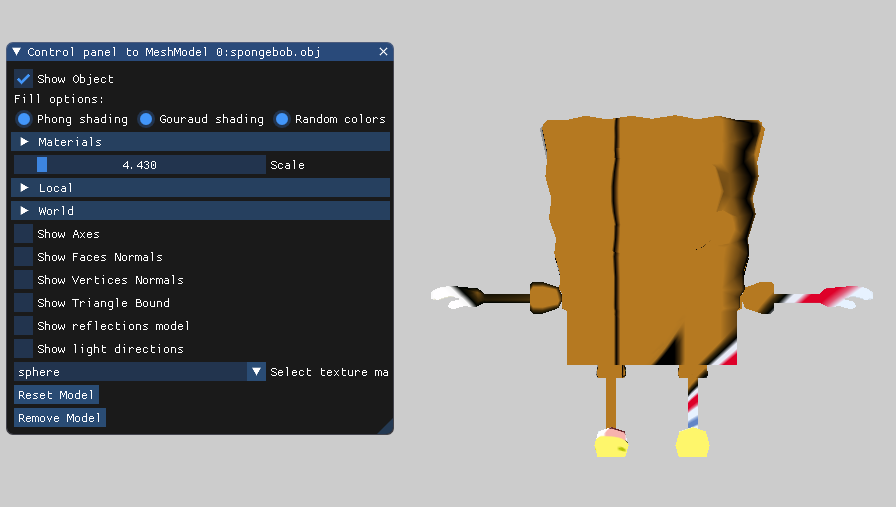 Control panel to MeshModel 0:spongebob.obj
Show Object
Fill options:
Phong shading Gouraud shading Random colors
Materials
4.430 Scale
Local
World
Show Axes
Show Faces Normals
Show Vertices Normals
Show Triangle Bound
Show reflections model
Show light directions
sphere Select texture ma
Reset Model
Remove Model